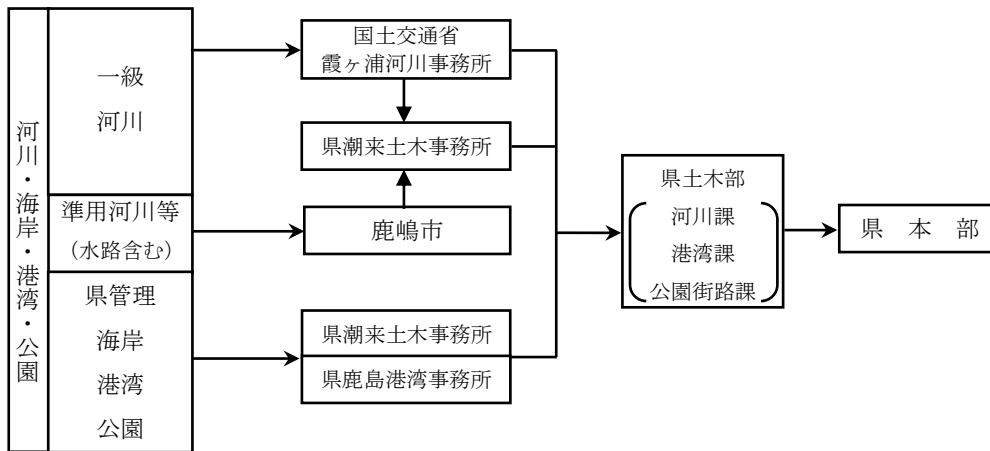 河川・海岸・港湾・公園
一級
河川
準用河川等
（水路含む）
県管理
海岸
港湾
公園
国土交通省
霞ヶ浦河川事務所
県潮来土木事務所
鹿嶋市
県潮来土木事務所
県鹿島港湾事務所
県土木部
河川課
港湾課
公園街路課
県本部